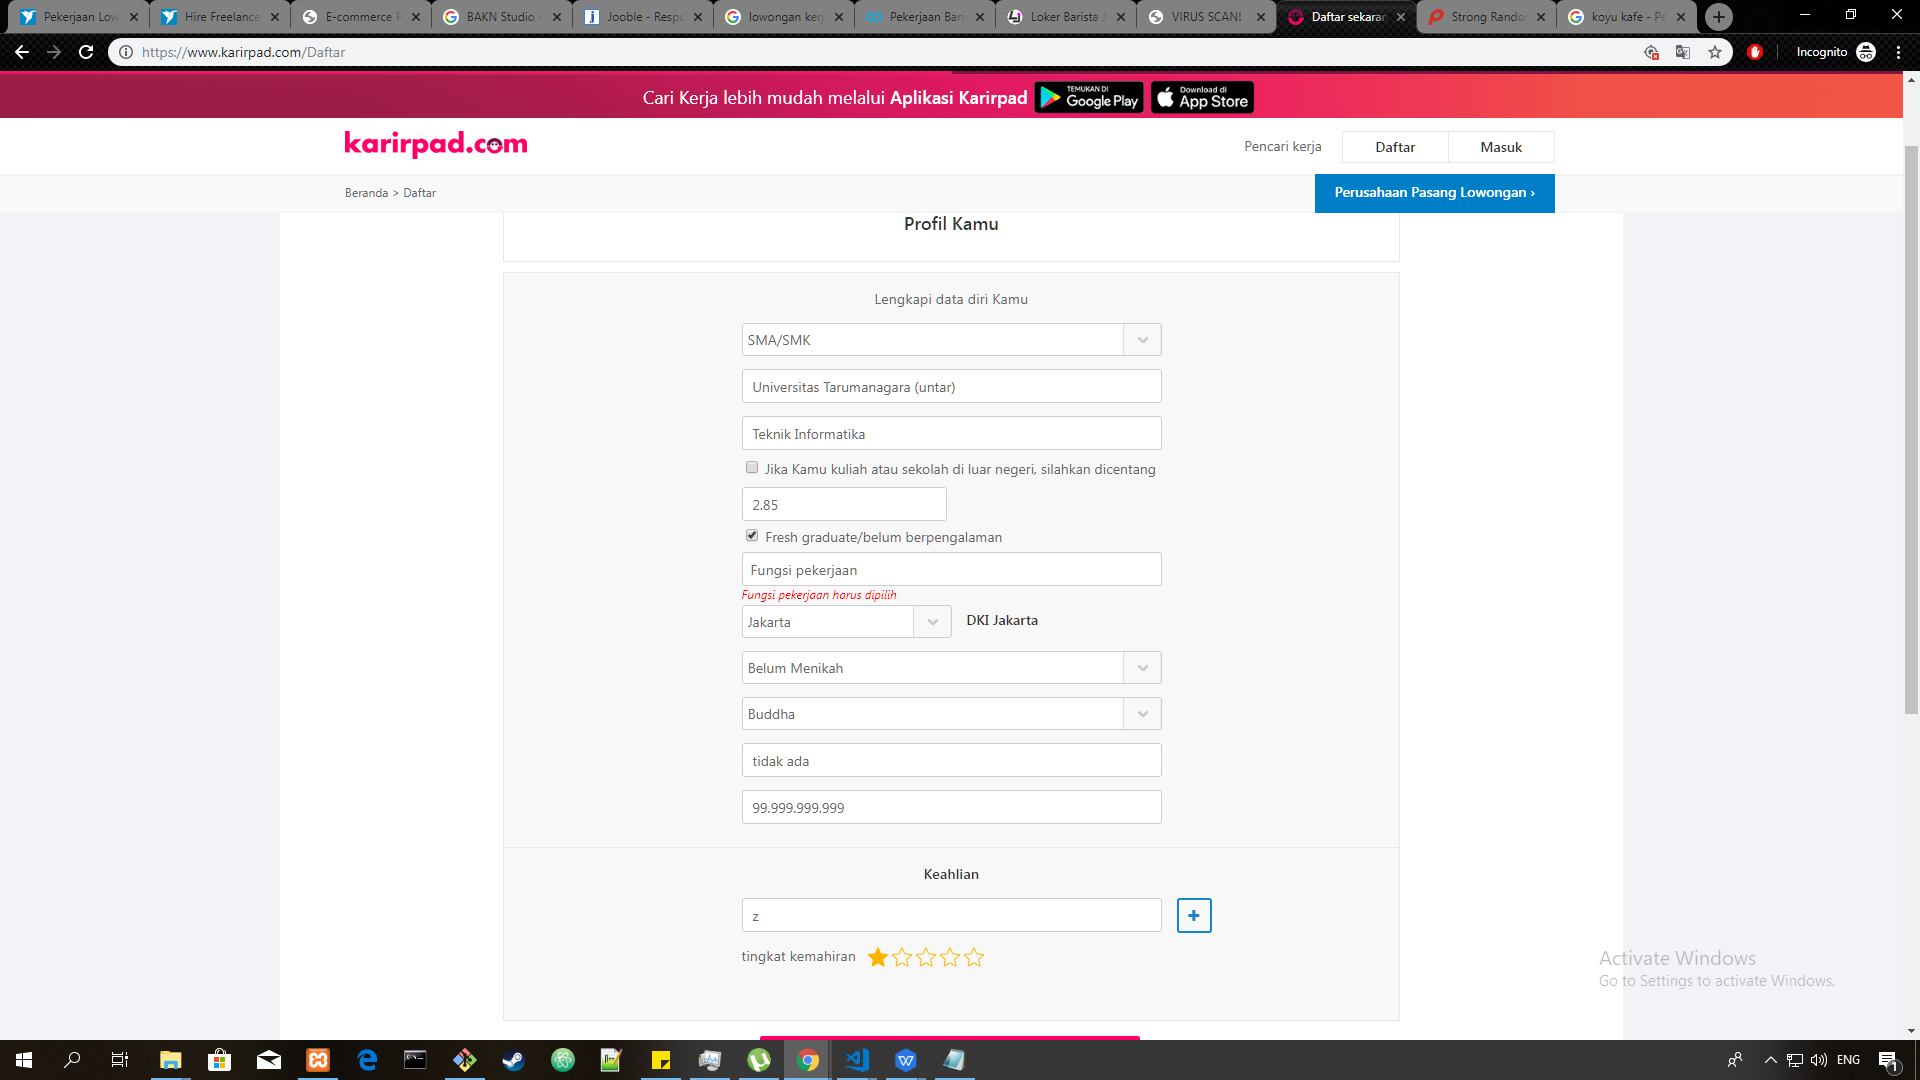 Pekerjaan Low
Hire Freelance
E-commerce P
BAKN Studio -
Jooble - Respo
lowongan kerj
Pekerjaan Bari
Loker Barista J
VIRUS SCAN!
Daftar sekaran
Strong Rando
koyu kafe - Pe
https://www.karirpad.com/Daftar
Incognito
Cari Kerja lebih mudah melalui Aplikasi Karirpad
TEMUKAN DI
Google Play
Download di
App Store
karirpad.com
Pencari kerja
Daftar
Masuk
Beranda > Daftar
Perusahaan Pasang Lowongan ›
Profil Kamu
Lengkapi data diri Kamu
SMA/SMK
Universitas Tarumanagara (untar)
Teknik Informatika
Jika Kamu kuliah atau sekolah di luar negeri, silahkan dicentang
2.85
Fresh graduate/belum berpengalaman
Fungsi pekerjaan
Fungsi pekerjaan harus dipilih
Jakarta
DKI Jakarta
Belum Menikah
Buddha
tidak ada
99.999.999.999
Keahlian
z
tingkat kemahiran
Activate Windows
Go to Settings to activate Windows.
ENG
1